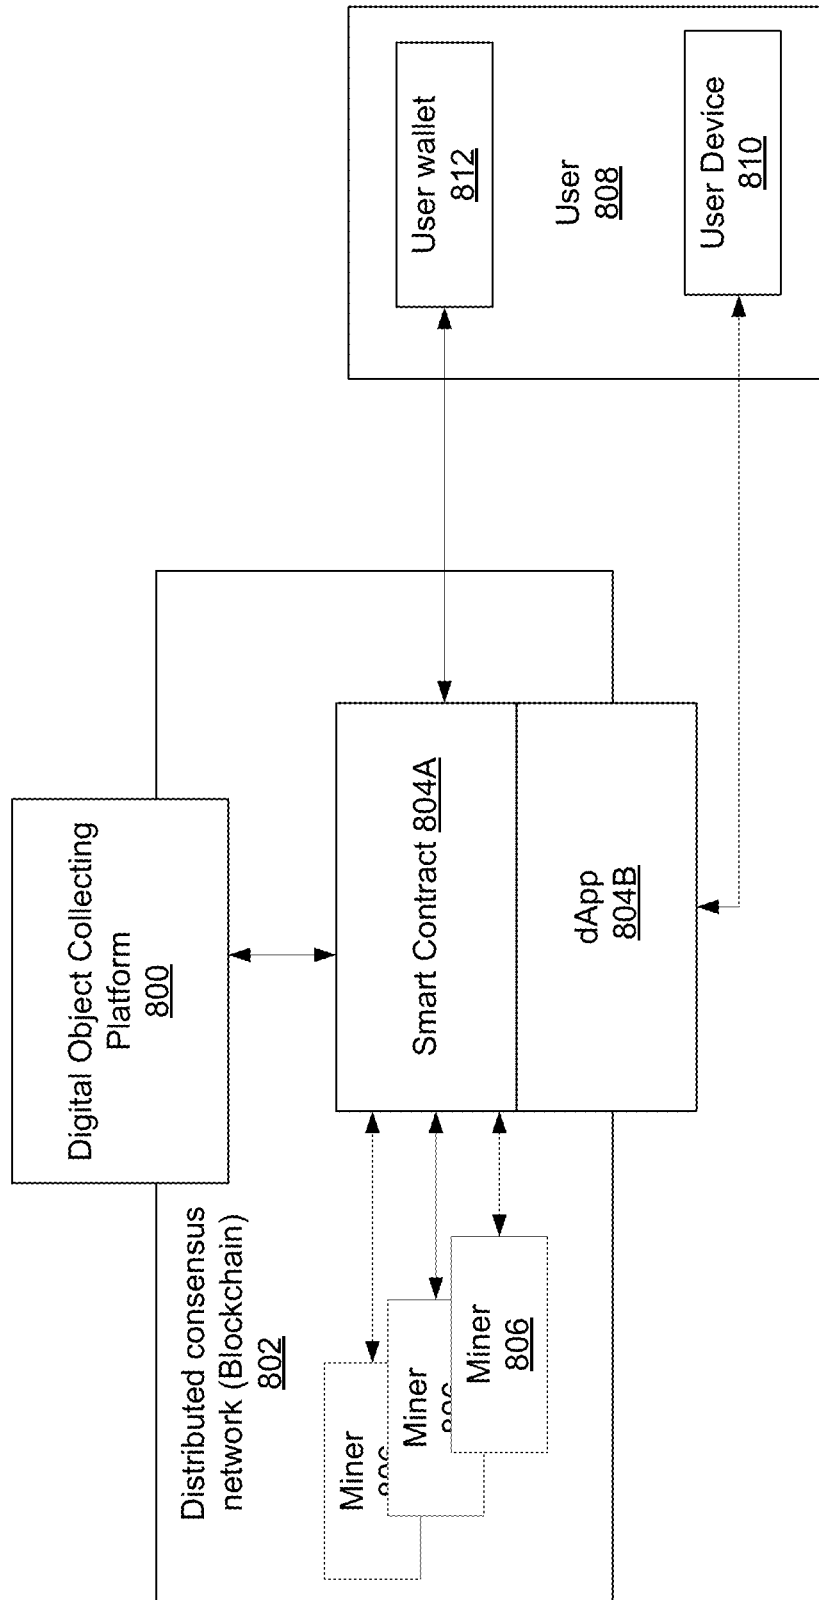 Digital Object Collecting
Platform
800
Distributed consensus
network (Blockchain)
802
Miner
Miner
Miner
806
Smart Contract 804A
dApp
804B
User wallet
812
User
808
User Device
810